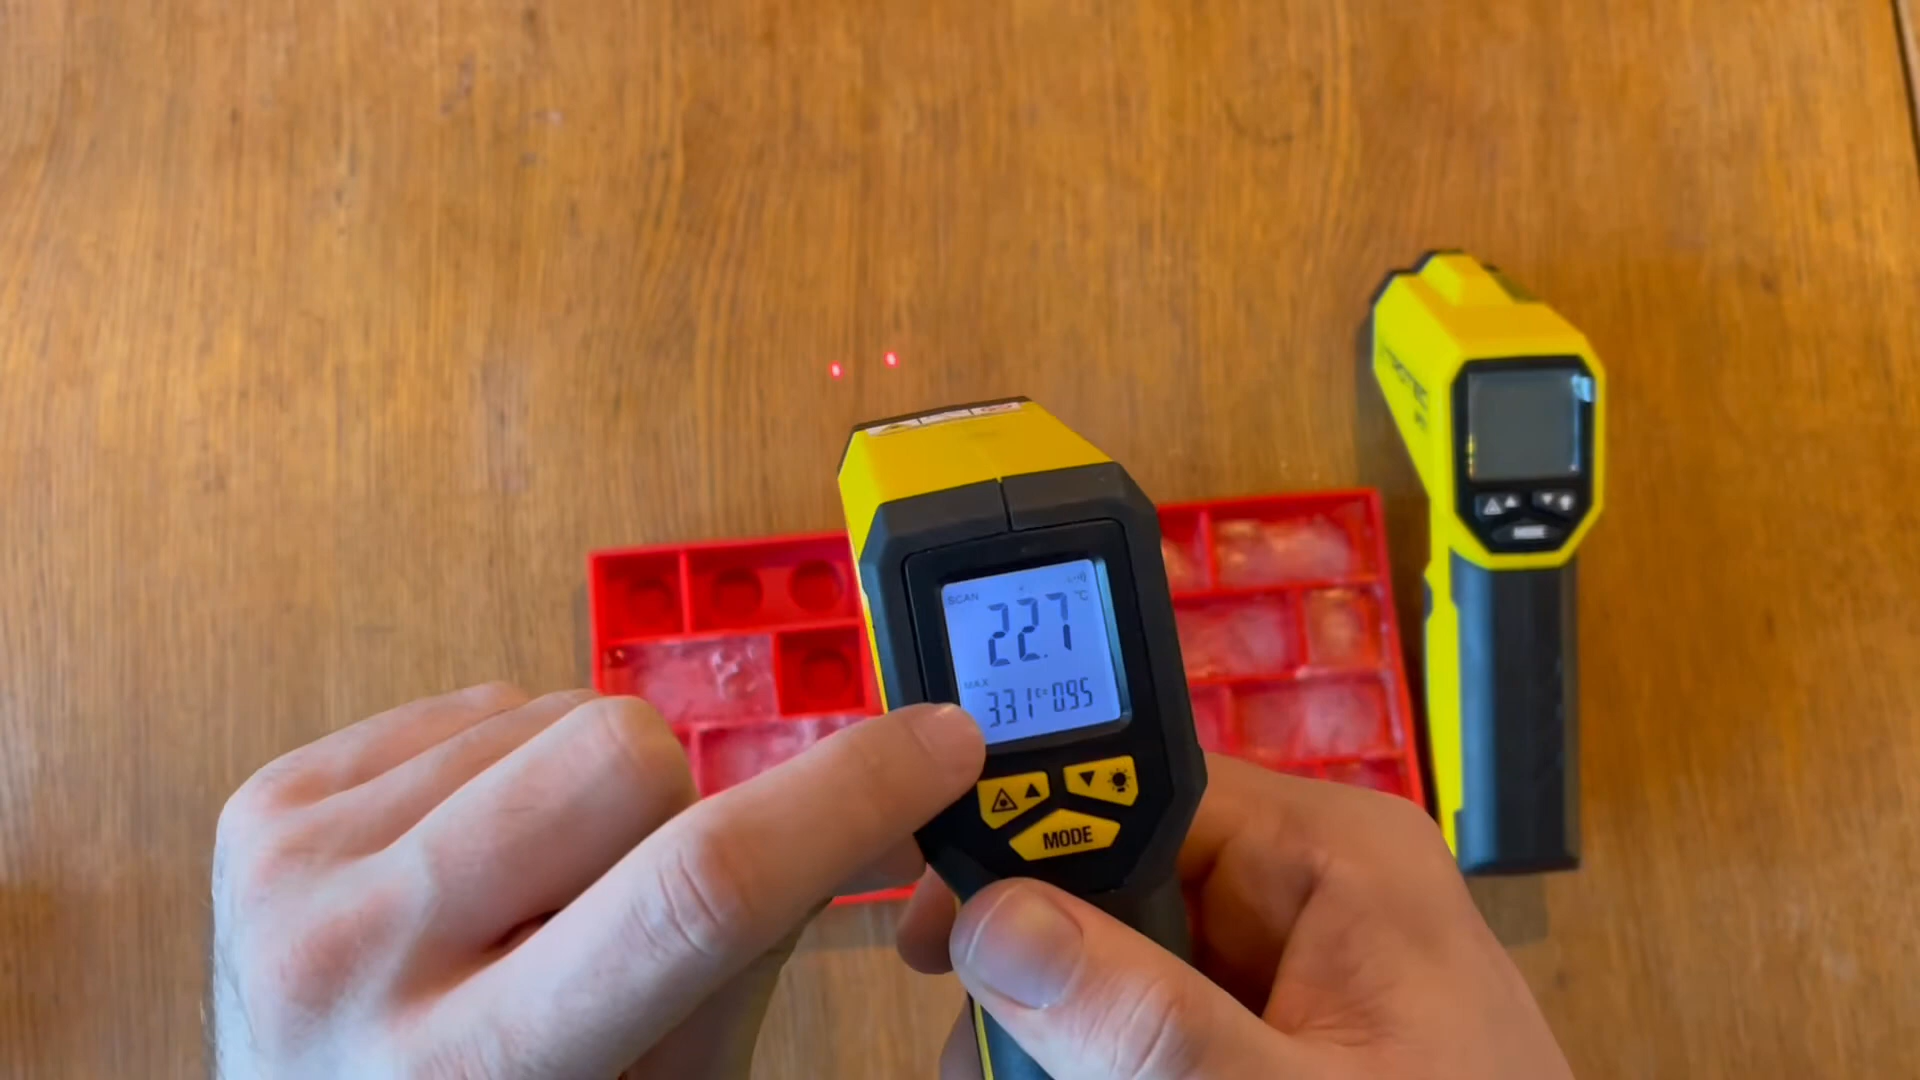 SCAN
22.7 °C
MAX
33.1 ε= 0.95
MODE